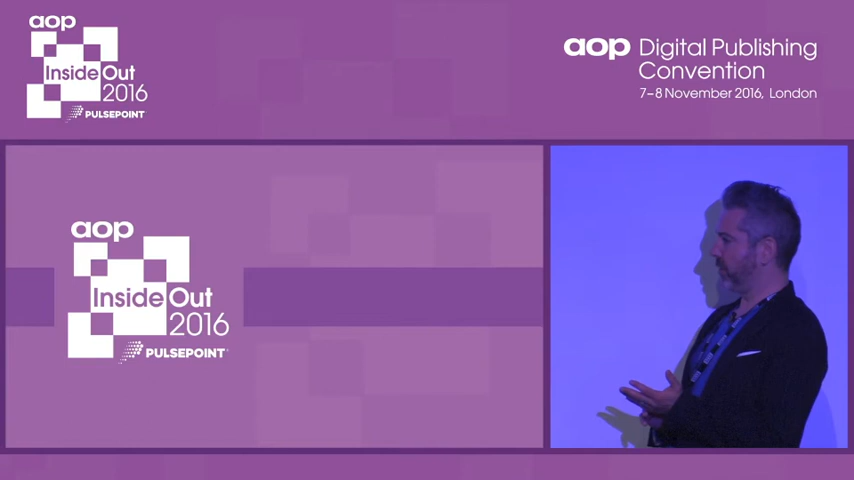 aop
InsideOut
2016
PULSEPOINT
aop Digital Publishing
Convention
7–8 November 2016, London
aop
InsideOut
2016
PULSEPOINT